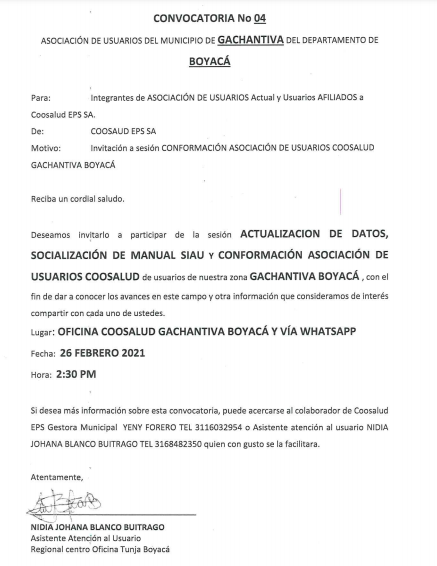 CONVOCATORIA No 04
ASOCIACIÓN DE USUARIOS DEL MUNICIPIO DE GACHANTIVA DEL DEPARTAMENTO DE
BOYACÁ
Para: Integrantes de ASOCIACIÓN DE USUARIOS Actual y Usuarios AFILIADOS a
Coosalud EPS SA.
De: COOSAUD EPS SA
Motivo: Invitación a sesión CONFORMACIÓN ASOCIACIÓN DE USUARIOS COOSALUD
GACHANTIVA BOYACÁ
Reciba un cordial saludo.
Deseamos invitarlo a participar de la sesión ACTUALIZACION DE DATOS,
SOCIALIZACIÓN DE MANUAL SIAU y CONFORMACIÓN ASOCIACIÓN DE
USUARIOS COOSALUD de usuarios de nuestra zona GACHANTIVA BOYACÁ , con el
fin de dar a conocer los avances en este campo y otra información que consideramos de interés
compartir con cada uno de ustedes.
Lugar: OFICINA COOSALUD GACHANTIVA BOYACÁ Y VÍA WHATSAPP
Fecha: 26 FEBRERO 2021
Hora: 2:30 PM
Si desea más información sobre esta convocatoria, puede acercarse al colaborador de Coosalud
EPS Gestora Municipal YENY FORERO TEL 3116032954 o Asistente atención al usuario NIDIA
JOHANA BLANCO BUITRAGO TEL 3168482350 quien con gusto se la facilitara.
Atentamente,
NIDIA JOHANA BLANCO BUITRAGO
Asistente Atención al Usuario
Regional centro Oficina Tunja Boyacá